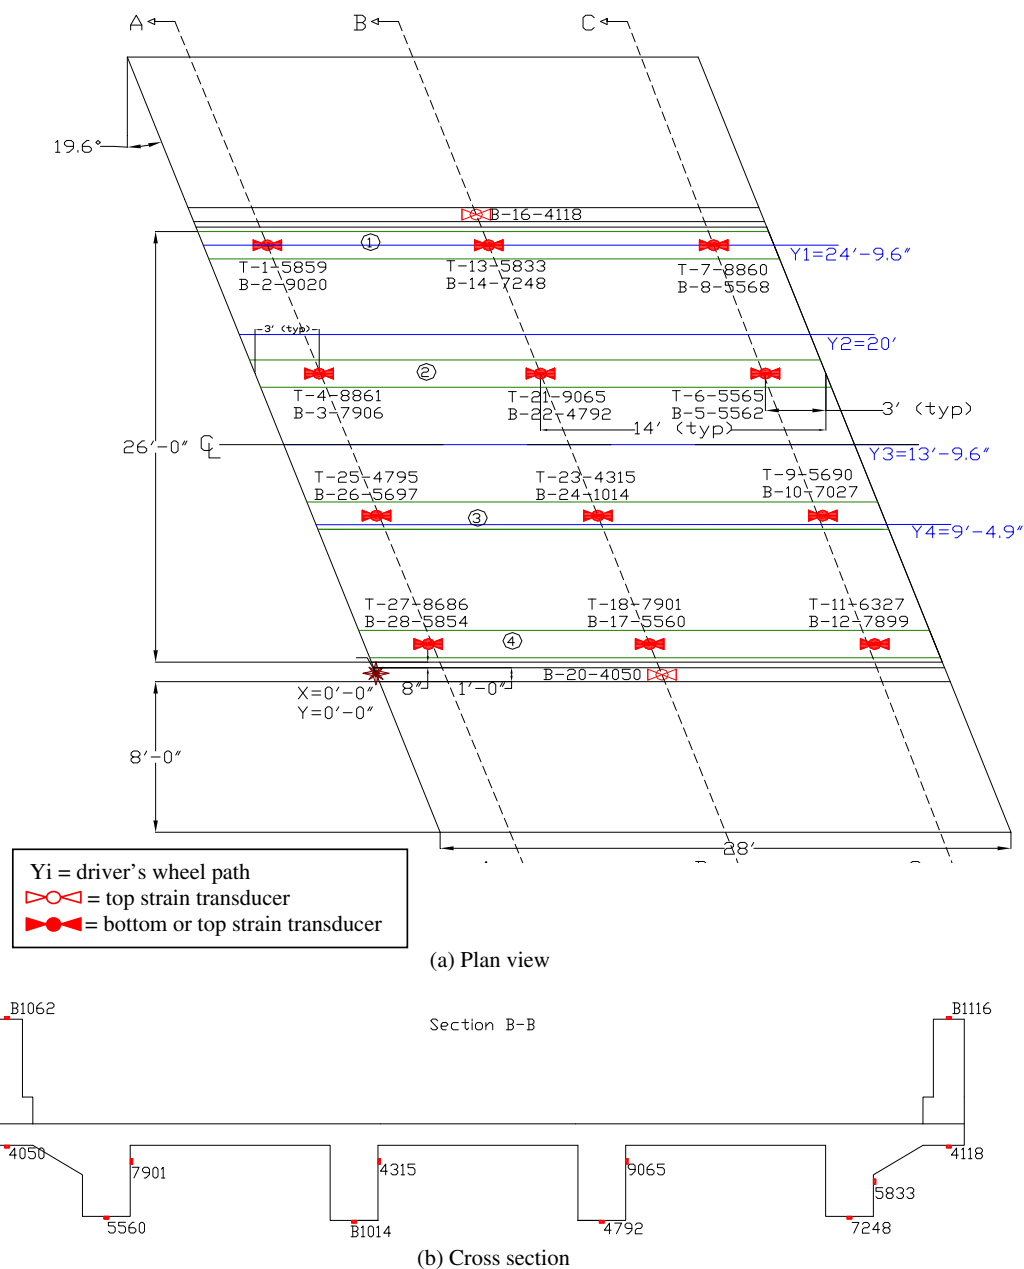 A B C
19.6°
B-16-4118
1
Y1=24'-9.6"
T-1-5859 T-13-5833 T-7-8860
B-2-9020 B-14-7248 B-8-5568
3' (typ)
Y2=20'
2
T-4-8861 T-21-9065 T-6-5565
B-3-7906 B-22-4792 B-5-5562
3' (typ)
14' (typ)
26'-0" CL
Y3=13'-9.6"
T-25-4795 T-23-4315 T-9-5690
B-26-5697 B-24-1014 B-10-7027
3
Y4=9'-4.9"
T-27-8686 T-18-7901 T-11-6327
B-28-5854 B-17-5560 B-12-7899
4
B-20-4050
X=0'-0" 8" 1'-0"
Y=0'-0"
8'-0"
28'
Yi = driver's wheel path
= top strain transducer
= bottom or top strain transducer
(a) Plan view
B1062 B1116
Section B-B
4050 4118
7901 4315 9065
5833
5560 B1014 4792 7248
(b) Cross section